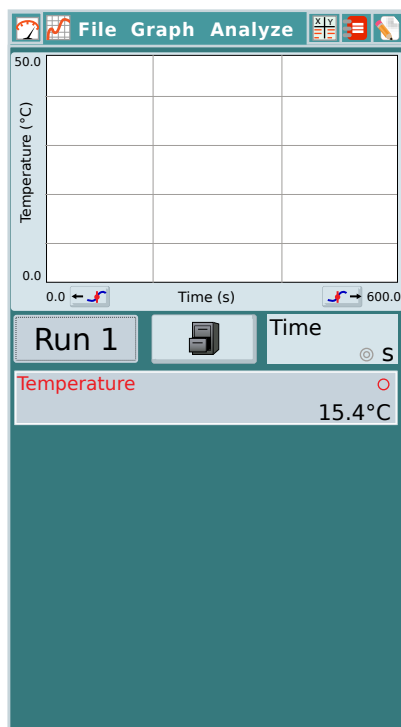 File Graph Analyze X Y
50.0
Temperature (°C)
0.0
0.0 Time (s) 600.0
Run 1
Time
s
Temperature
15.4°C